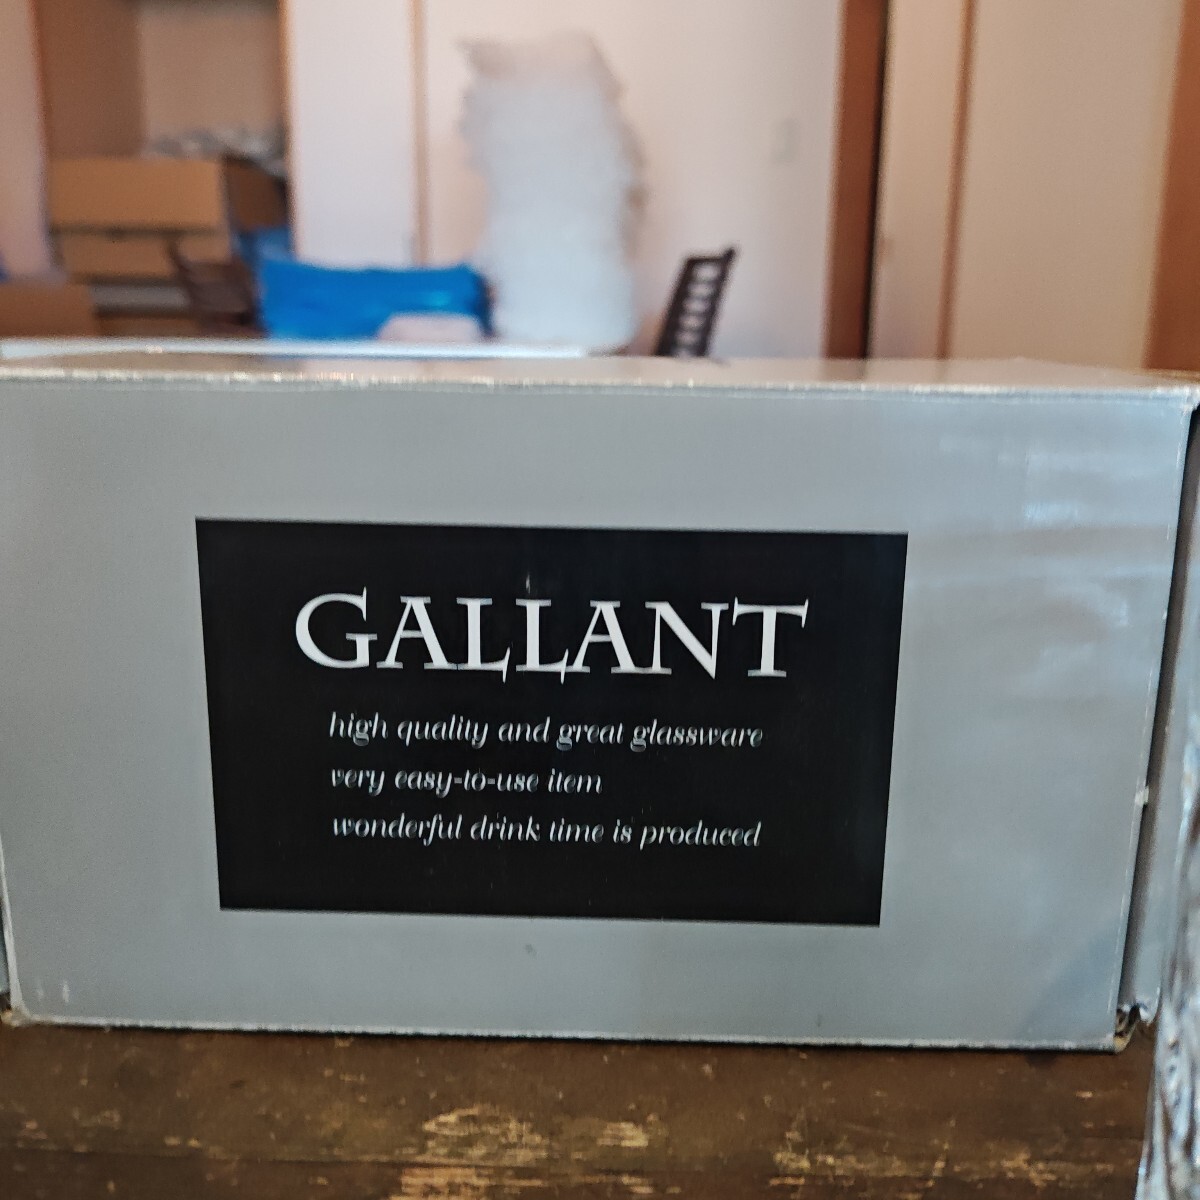 GALLANT
high quality and great glassware
very easy-to-use item
wonderful drink time is produced